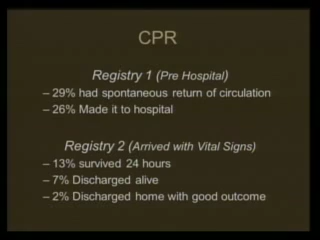 CPR
Registry 1 (Pre Hospital)
– 29% had spontaneous return of circulation
– 26% Made it to hospital
Registry 2 (Arrived with Vital Signs)
– 13% survived 24 hours
– 7% Discharged alive
– 2% Discharged home with good outcome